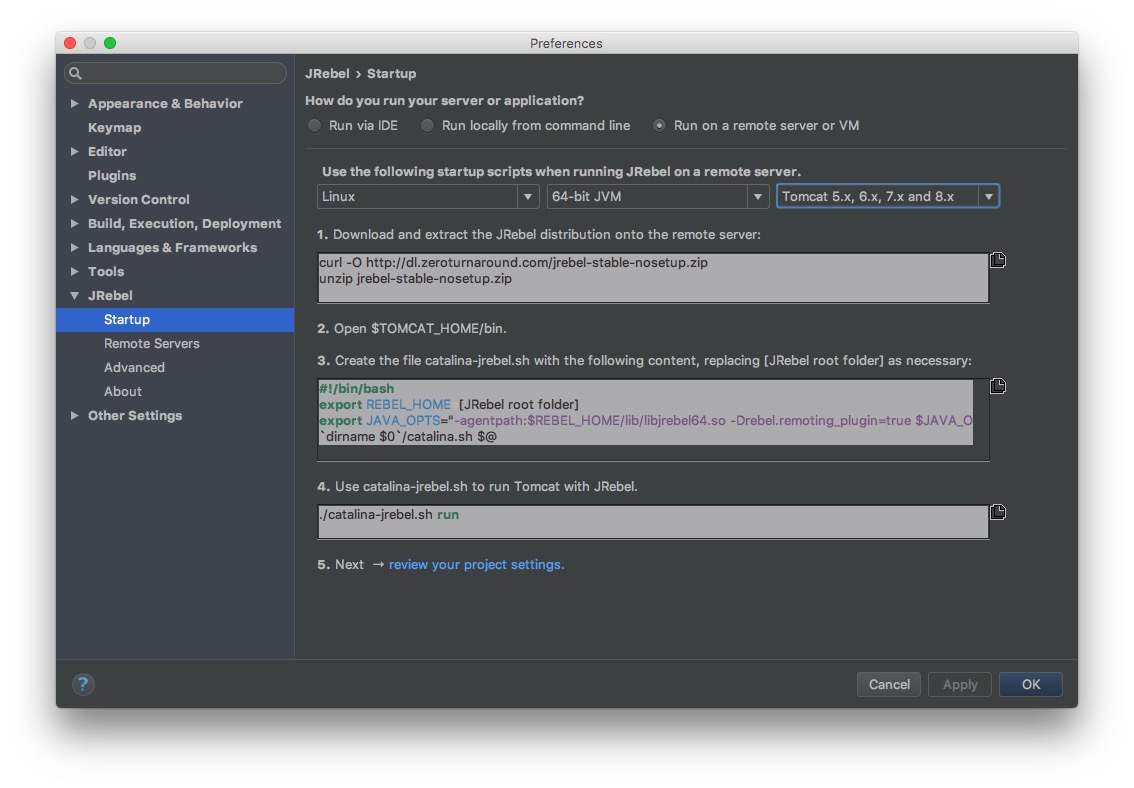 Preferences
Appearance & Behavior
Keymap
Editor
Plugins
Version Control
Build, Execution, Deployment
Languages & Frameworks
Tools
JRebel
Startup
Remote Servers
Advanced
About
Other Settings
JRebel › Startup
How do you run your server or application?
Run via IDE Run locally from command line Run on a remote server or VM
Use the following startup scripts when running JRebel on a remote server.
Linux 64-bit JVM Tomcat 5.x, 6.x, 7.x and 8.x
1. Download and extract the JRebel distribution onto the remote server:
curl -O http://dl.zeroturnaround.com/jrebel-stable-nosetup.zip
unzip jrebel-stable-nosetup.zip
2. Open $TOMCAT_HOME/bin.
3. Create the file catalina-jrebel.sh with the following content, replacing [JRebel root folder] as necessary:
#!/bin/bash
export REBEL_HOME [JRebel root folder]
export JAVA_OPTS="-agentpath:$REBEL_HOME/lib/libjrebel64.so -Drebel.remoting_plugin=true $JAVA_O
`dirname $0`/catalina.sh $@
4. Use catalina-jrebel.sh to run Tomcat with JRebel.
./catalina-jrebel.sh run
5. Next → review your project settings.
?
Cancel Apply OK